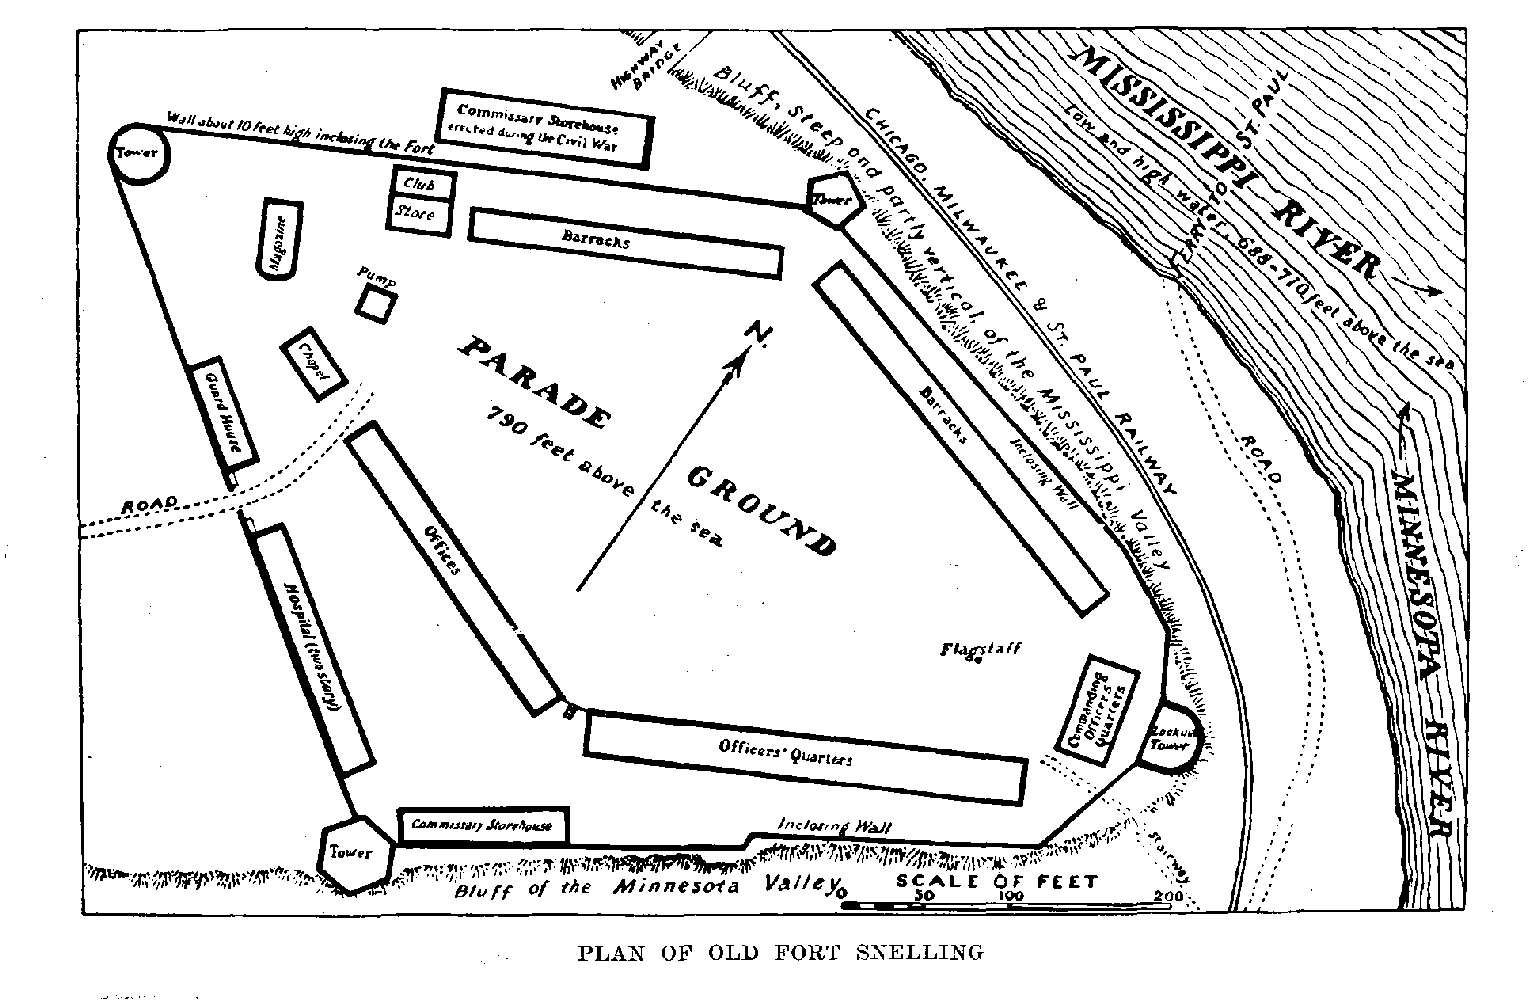 HIGHWAY
BRIDGE
MISSISSIPPI RIVER
Low and high water, 688-710 feet above the sea
FERRY TO ST. PAUL
Bluff, Steep and partly vertical, of the Mississippi Valley
CHICAGO, MILWAUKEE & ST. PAUL RAILWAY
Commissary Storehouse
erected during the Civil War
Wall about 10 feet high inclosing the Fort
Tower
Club
Store
Tower
Magazine
Barracks
Pump
N.
Chapel
PARADE
GROUND
790 feet above the sea
Barracks
Inclosing Wall
Guard House
ROAD
ROAD
MINNESOTA RIVER
Offices
Hospital (two story)
Flagstaff
Commanding
Officer's
Quarters
Lookout
Tower
Officers' Quarters
Commissary Storehouse
Inclosing Wall
Tower
Stairway
Bluff of the Minnesota Valley
SCALE OF FEET
0 50 100 200
PLAN OF OLD FORT SNELLING